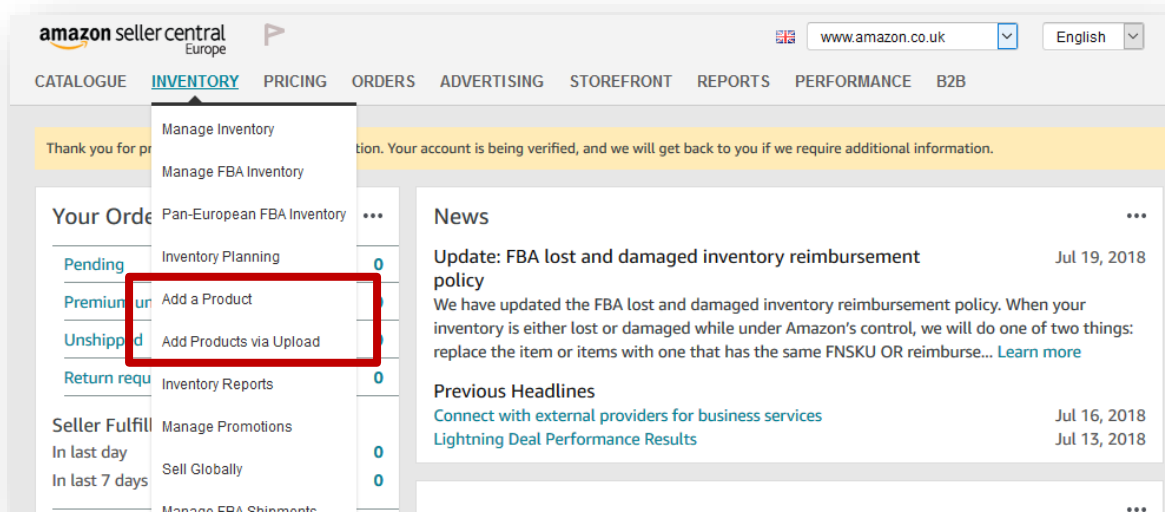 amazon seller central
Europe
www.amazon.co.uk
English
CATALOGUE INVENTORY PRICING ORDERS ADVERTISING STOREFRONT REPORTS PERFORMANCE B2B
Manage Inventory
Manage FBA Inventory
Pan-European FBA Inventory
Inventory Planning
Add a Product
Add Products via Upload
Inventory Reports
Manage Promotions
Sell Globally
Manage FBA Shipments
Thank you for pr
tion. Your account is being verified, and we will get back to you if we require additional information.
Your Orde
Pending 0
Premium un
Unshipped
Return requ 0
Seller Fulfill
In last day 0
In last 7 days 0
News
Update: FBA lost and damaged inventory reimbursement Jul 19, 2018
policy
We have updated the FBA lost and damaged inventory reimbursement policy. When your
inventory is either lost or damaged while under Amazon's control, we will do one of two things:
replace the item or items with one that has the same FNSKU OR reimburse... Learn more
Previous Headlines
Connect with external providers for business services Jul 16, 2018
Lightning Deal Performance Results Jul 13, 2018